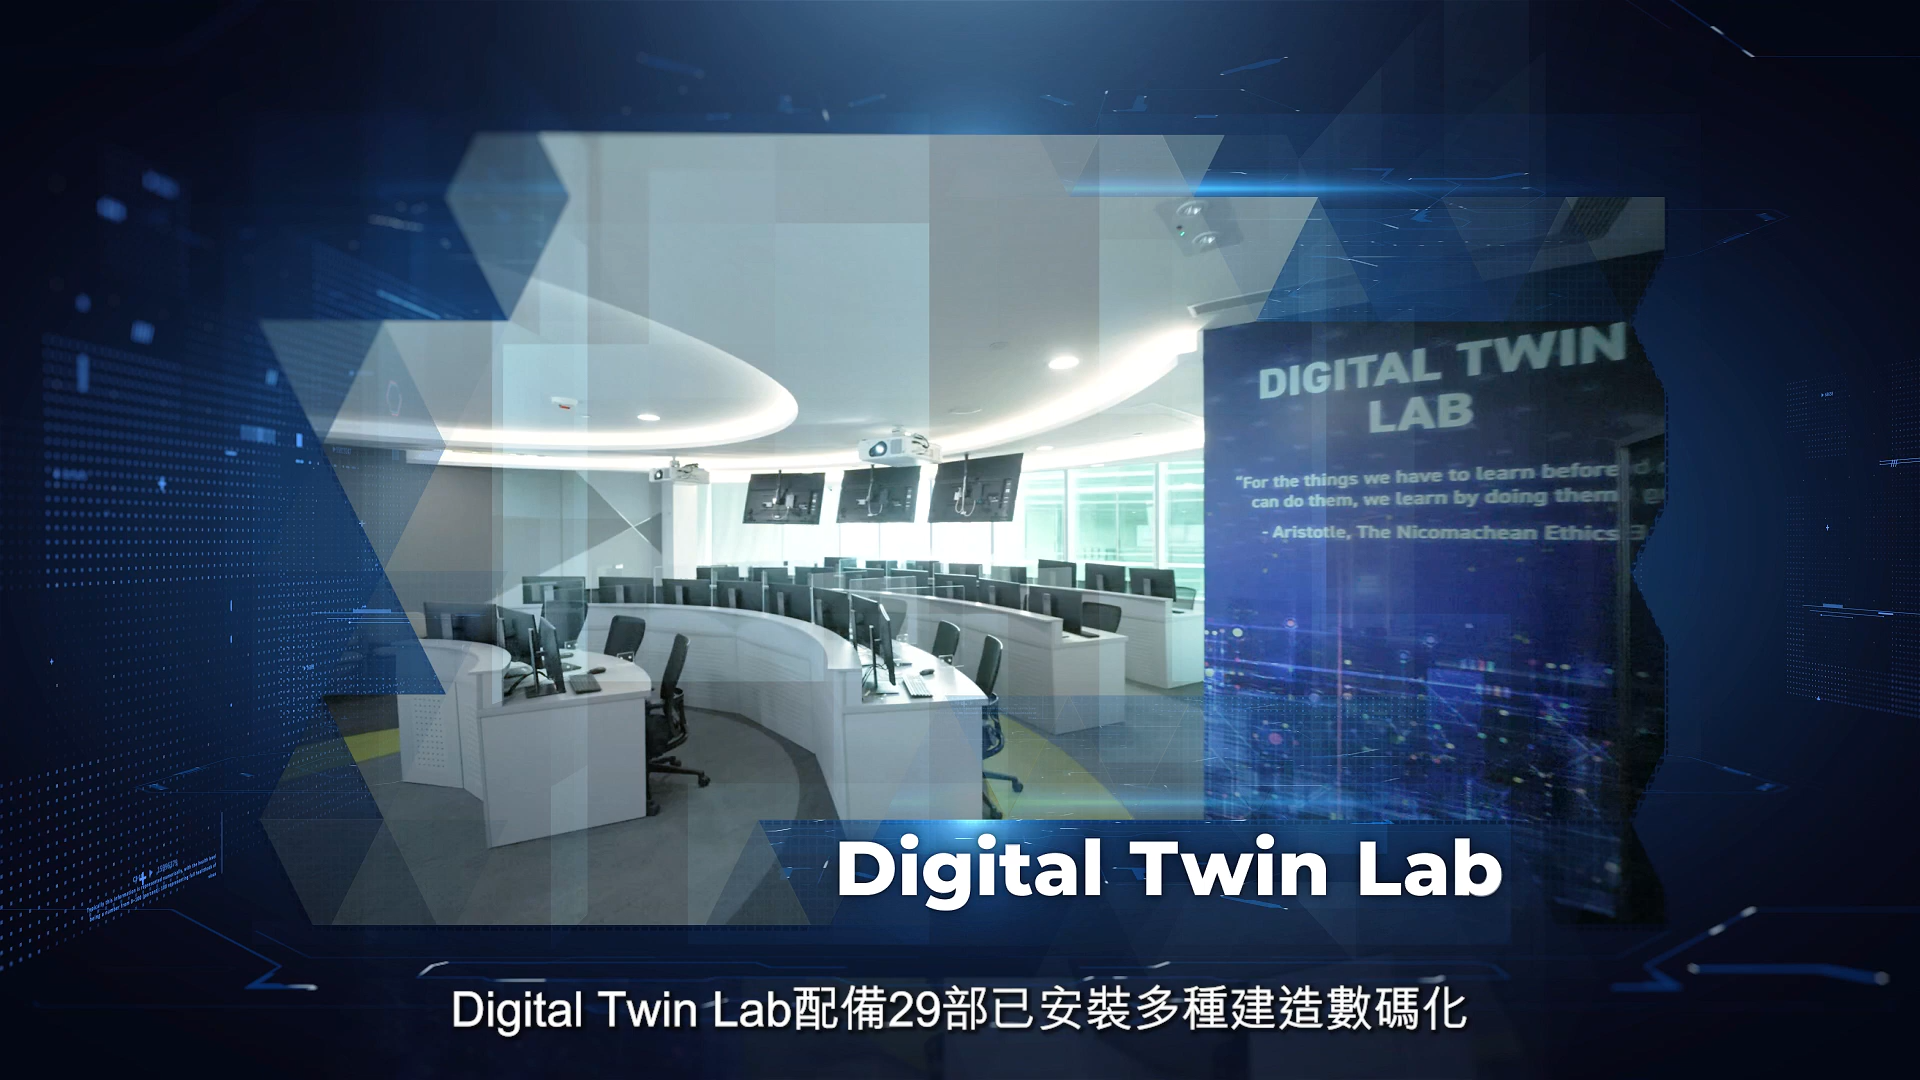 DIGITAL TWIN
LAB
"For the things we have to learn before
can do them, we learn by doing them
- Aristotle, The Nicomachean Ethics
Digital Twin Lab
Digital Twin Lab配備29部已安裝多種建造數碼化